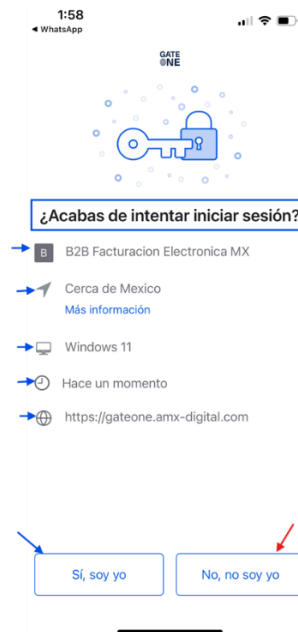 1:58
WhatsApp
GATE
ONE
¿Acabas de intentar iniciar sesión?
B B2B Facturacion Electronica MX
Cerca de Mexico
Más información
Windows 11
Hace un momento
https://gateone.amx-digital.com
Sí, soy yo
No, no soy yo